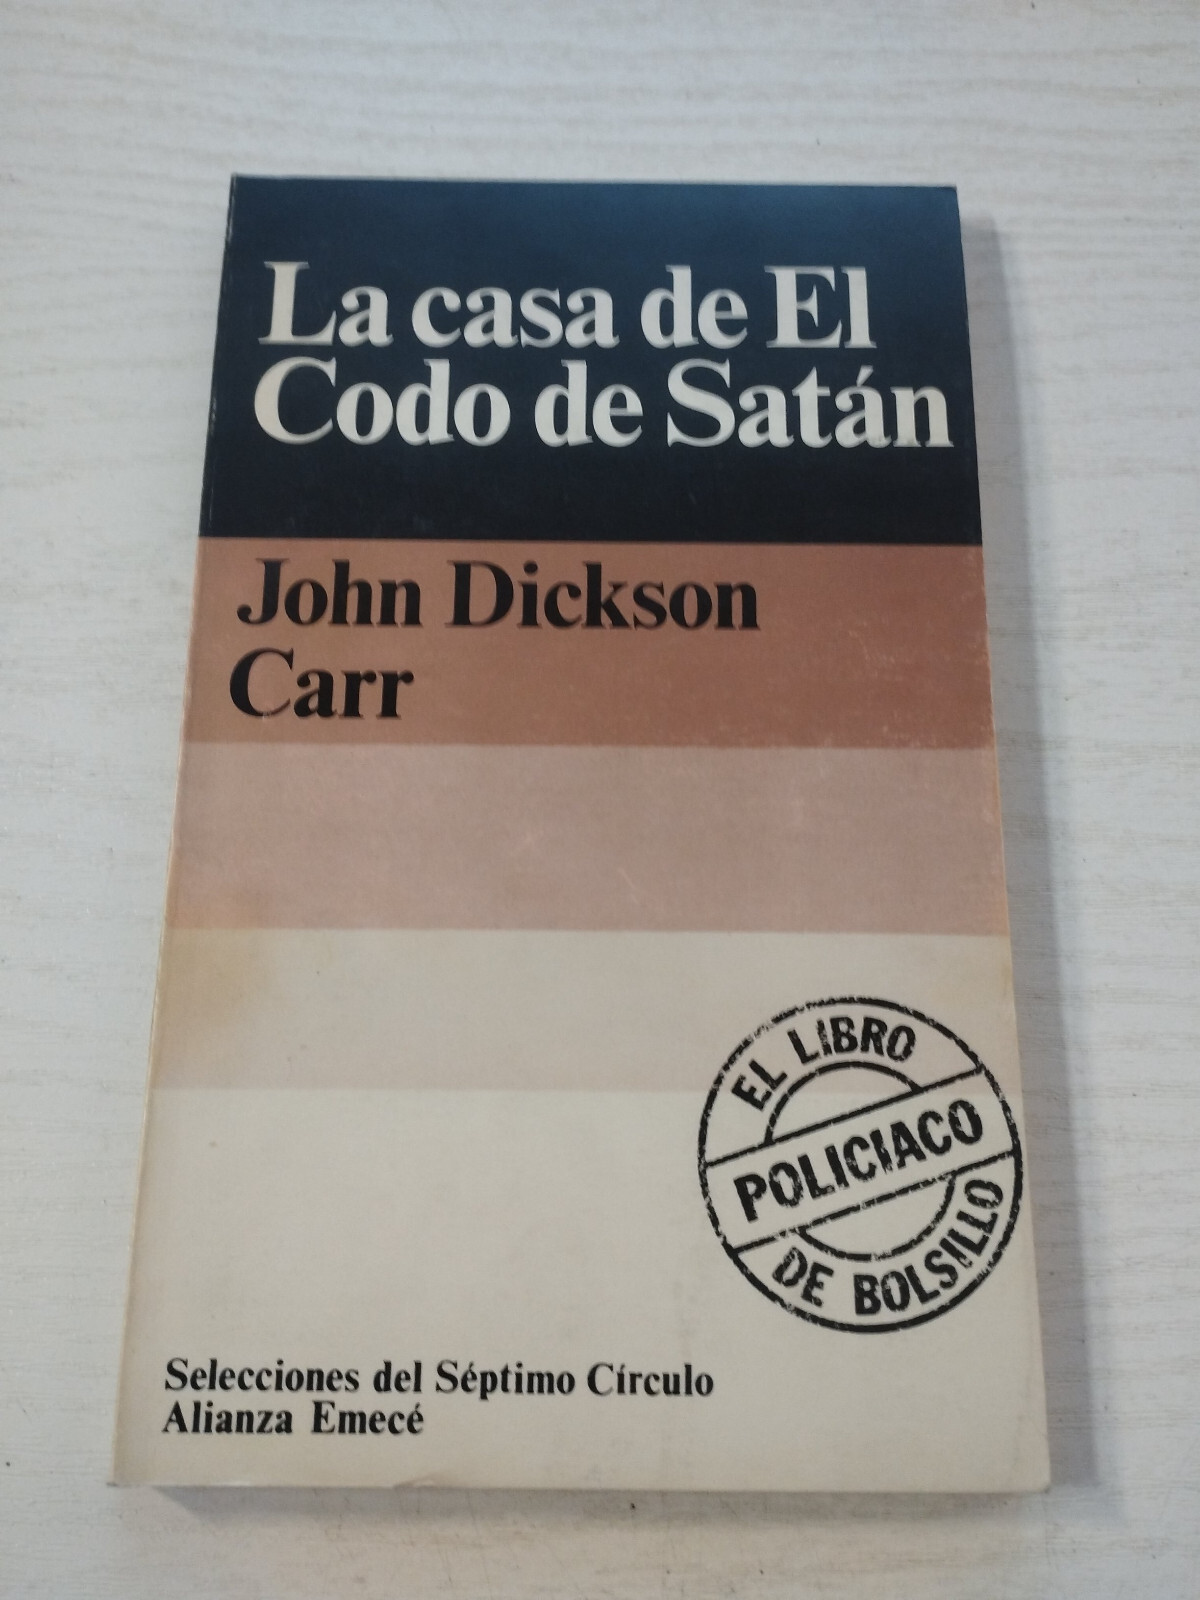 La casa de El
Codo de Satán
John Dickson
Carr
EL LIBRO
POLICIACO
DE BOLSILLO
Selecciones del Séptimo Círculo
Alianza Emecé